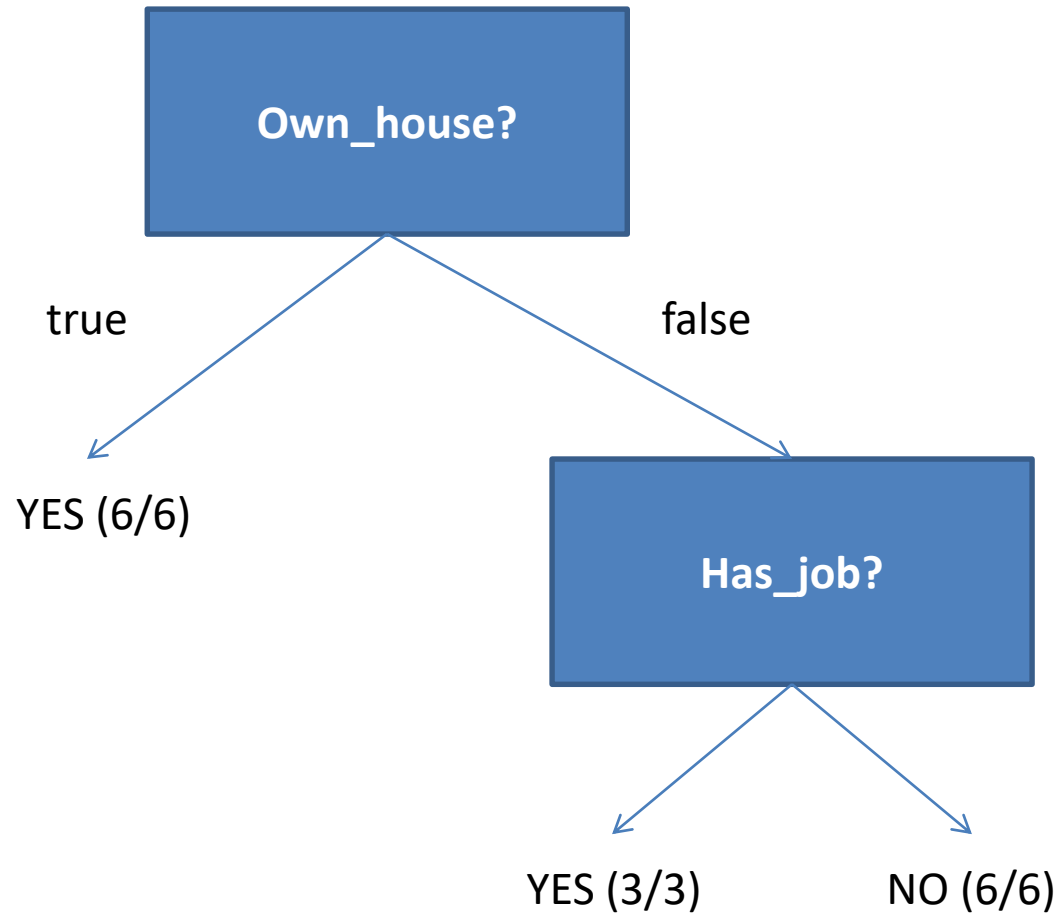 Own_house?
true
false
YES (6/6)
Has_job?
YES (3/3)
NO (6/6)